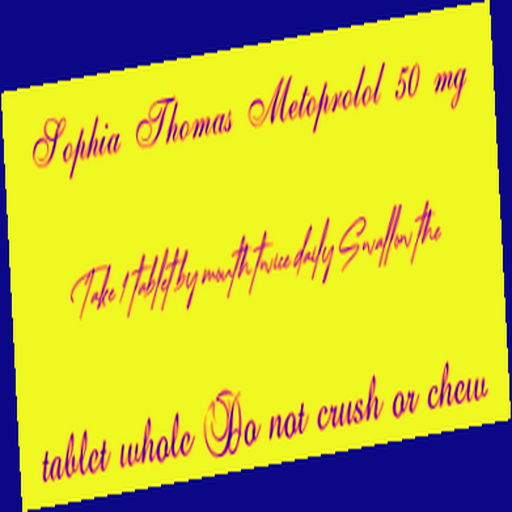 Sophia Thomas Metoprolol 50 mg
Take 1 tablet by mouth twice daily Swallow the
tablet whole Do not crush or chew